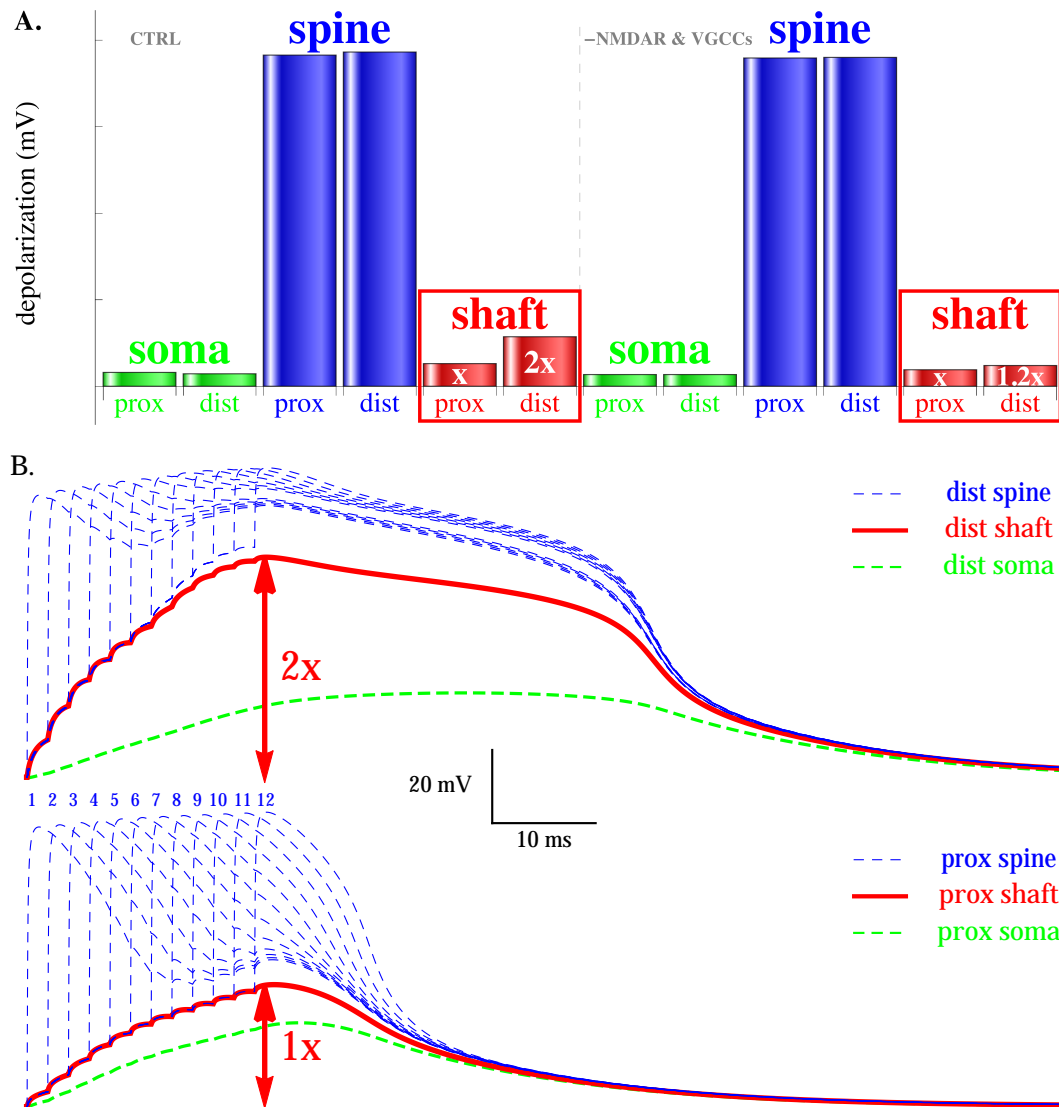 A.
CTRL
spine
−NMDAR & VGCCs
spine
depolarization (mV)
soma
shaft
soma
shaft
x
2x
x
1.2x
prox
dist
prox
dist
prox
dist
prox
dist
prox
dist
prox
dist
B.
dist spine
dist shaft
dist soma
2x
20 mV
10 ms
1 2 3 4 5 6 7 8 9 10 11 12
prox spine
prox shaft
prox soma
1x